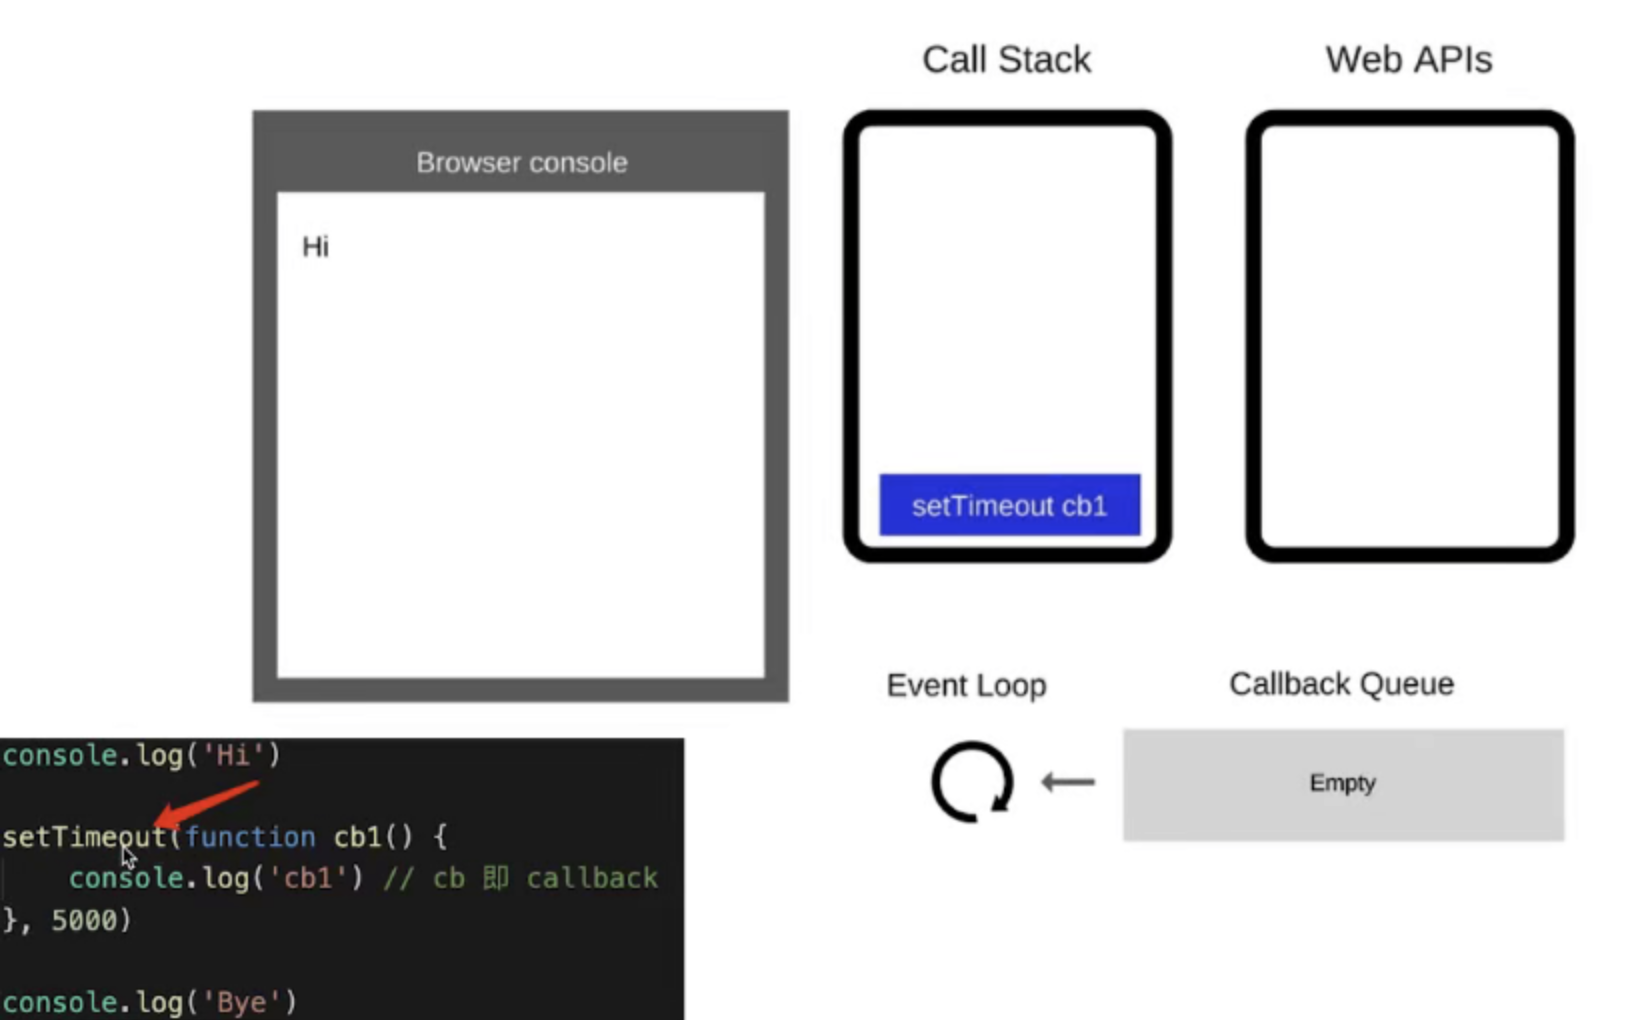 Call Stack
Web APIs
Browser console
Hi
setTimeout cb1
Event Loop
Callback Queue
Empty
console.log('Hi')
setTimeout(function cb1() {
    console.log('cb1') // cb 即 callback
}, 5000)
console.log('Bye')